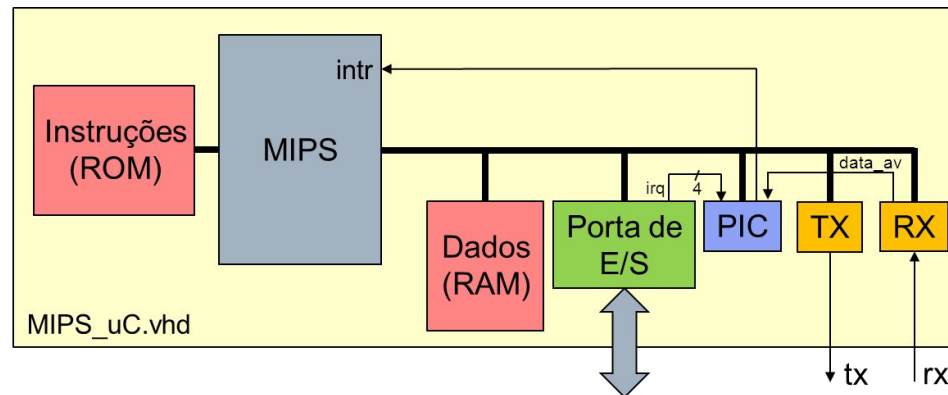 intr
Instruções
(ROM)
MIPS
data_av
irq
4
Dados
(RAM)
Porta de
E/S
PIC
TX
RX
MIPS_uC.vhd
tx
rx